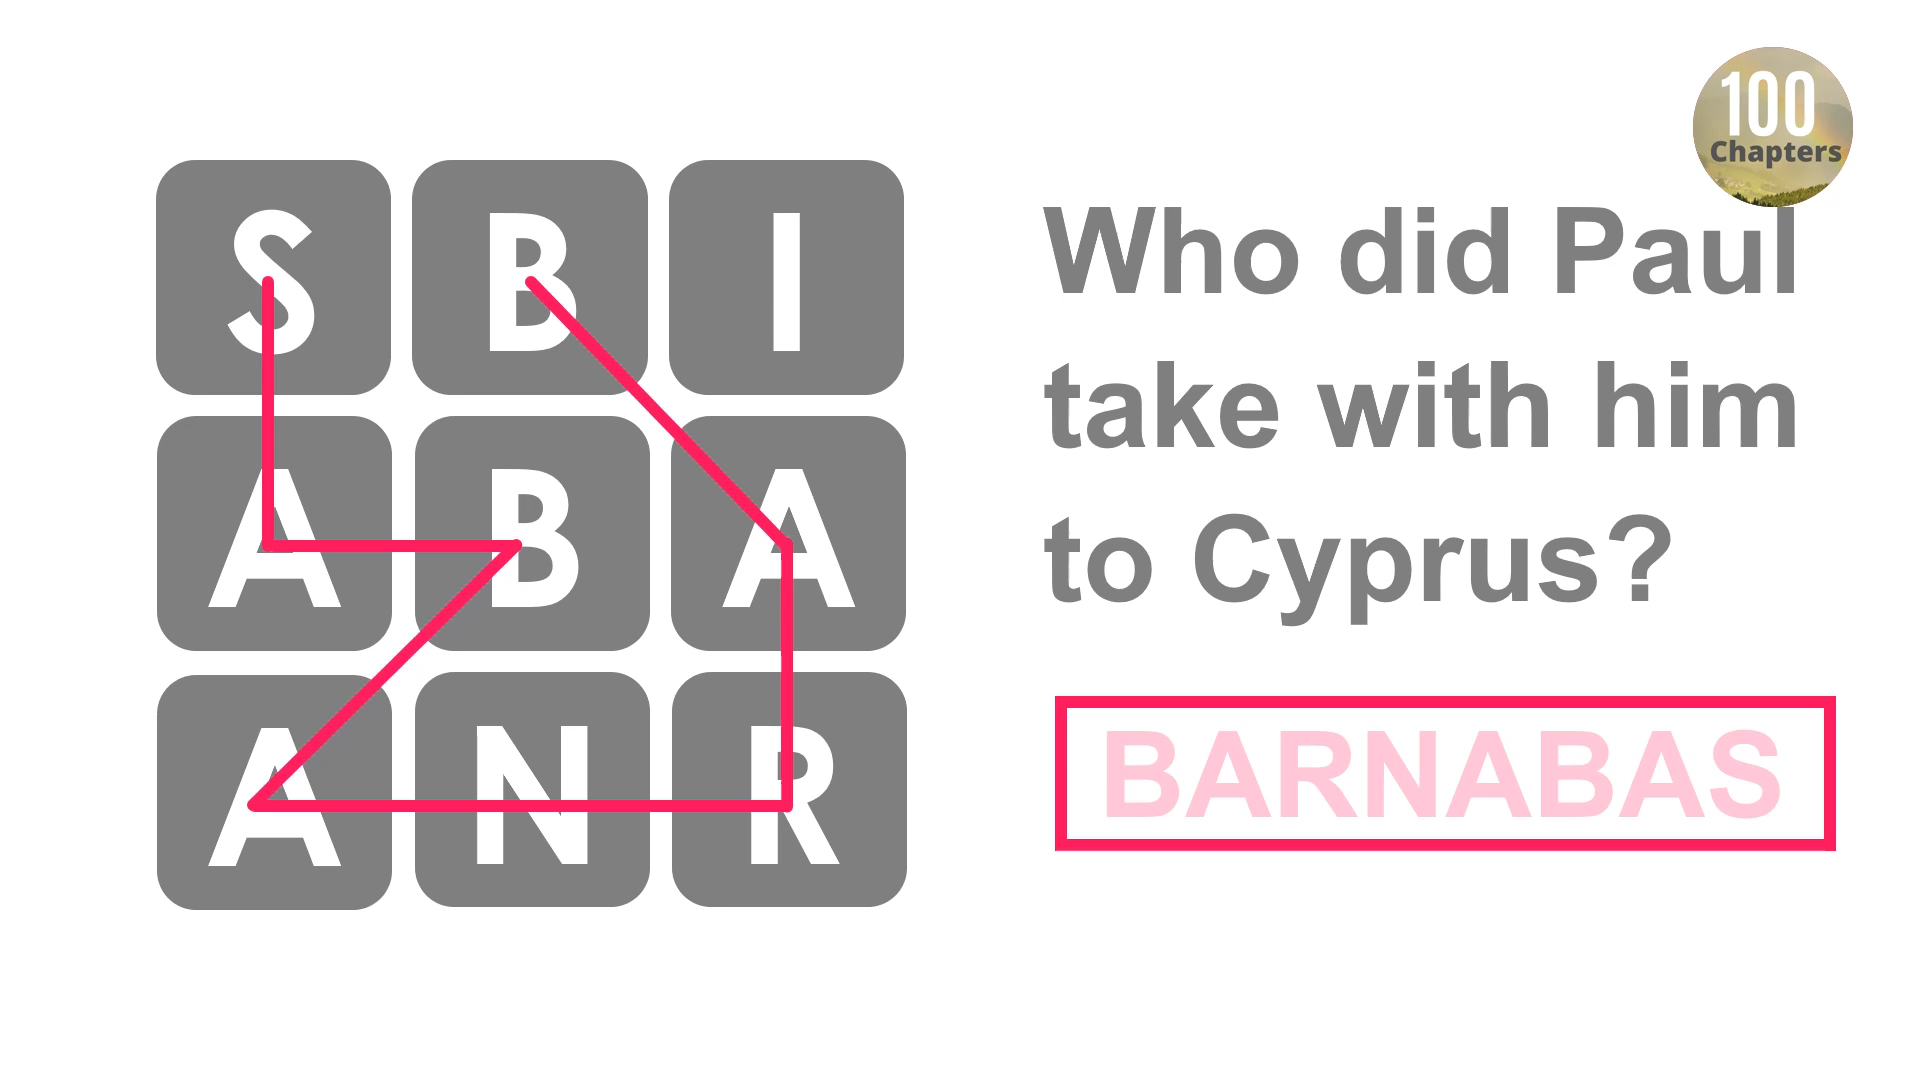 100
Chapters
S B I
A B A
A N R
Who did Paul
take with him
to Cyprus?
BARNABAS